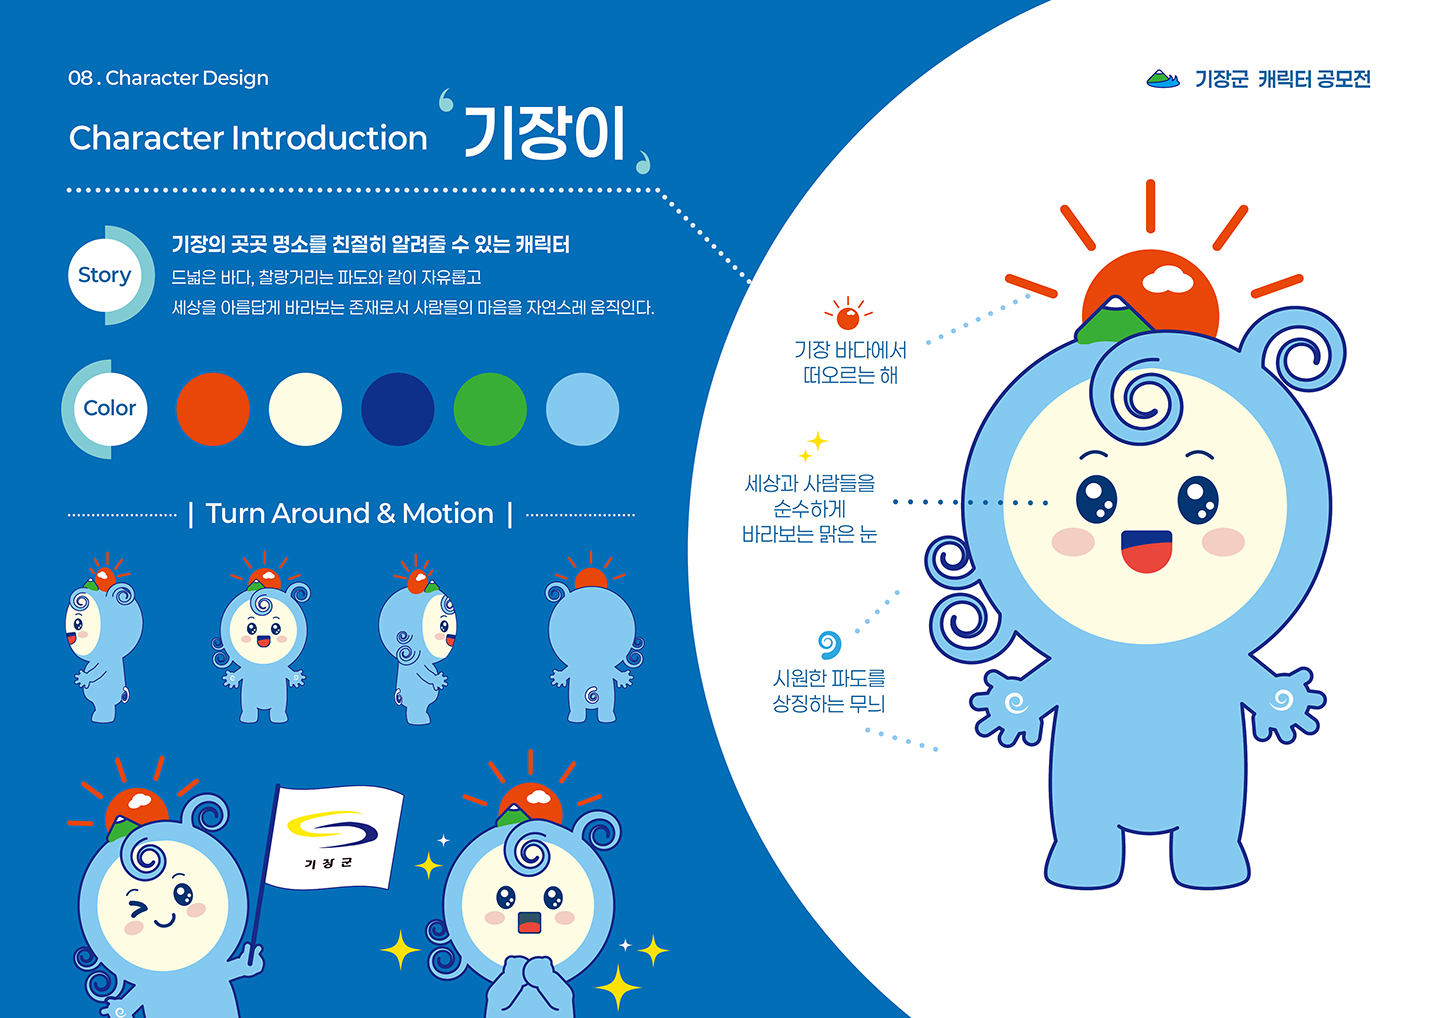 08 . Character Design
Character Introduction ‘기장이’
기장군 캐릭터 공모전
Story
기장의 곳곳 명소를 친절히 알려줄 수 있는 캐릭터
드넓은 바다, 찰랑거리는 파도와 같이 자유롭고
세상을 아름답게 바라보는 존재로서 사람들의 마음을 자연스레 움직인다.
Color
| Turn Around & Motion |
기장군
기장 바다에서
떠오르는 해
세상과 사람들을
순수하게
바라보는 맑은 눈
시원한 파도를
상징하는 무늬